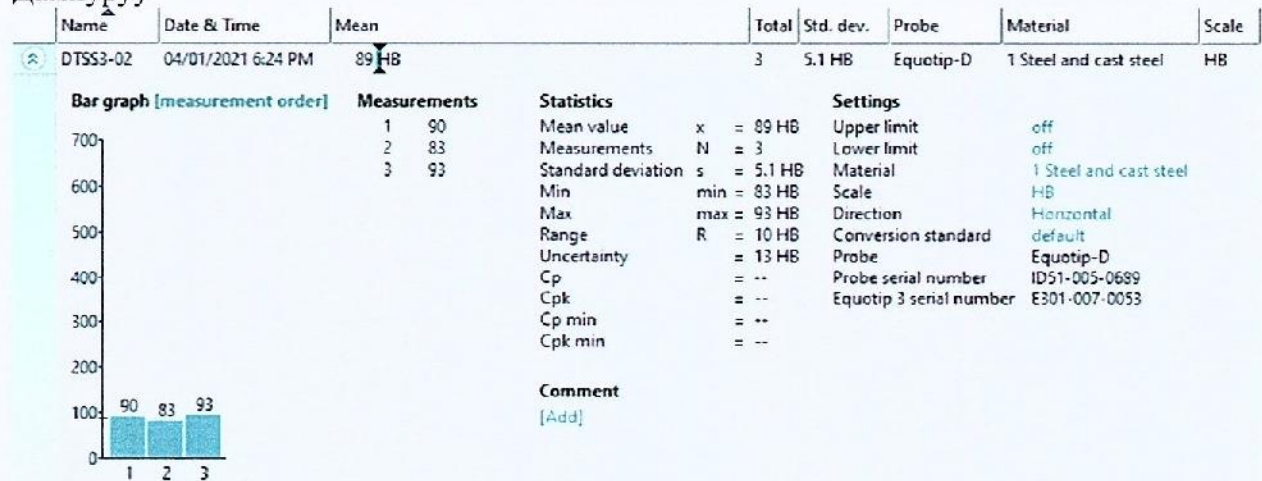 Name Date & Time Mean Total Std. dev. Probe Material Scale
DTSS3-02 04/01/2021 6:24 PM 89 HB 3 5.1 HB Equotip-D 1 Steel and cast steel HB
Bar graph [measurement order] Measurements Statistics Settings
1 90 Mean value x = 89 HB Upper limit off
2 83 Measurements N = 3 Lower limit off
3 93 Standard deviation s = 5.1 HB Material 1 Steel and cast steel
Min min = 83 HB Scale HB
Max max = 93 HB Direction Horizontal
Range R = 10 HB Conversion standard default
Uncertainty = 13 HB Probe Equotip-D
Cp = -- Probe serial number ID51-005-0689
Cpk = -- Equotip 3 serial number E301-007-0053
Cp min = --
Cpk min = --
Comment
[Add]
700
600
500
400
300
200
100
0
90 83 93
1 2 3